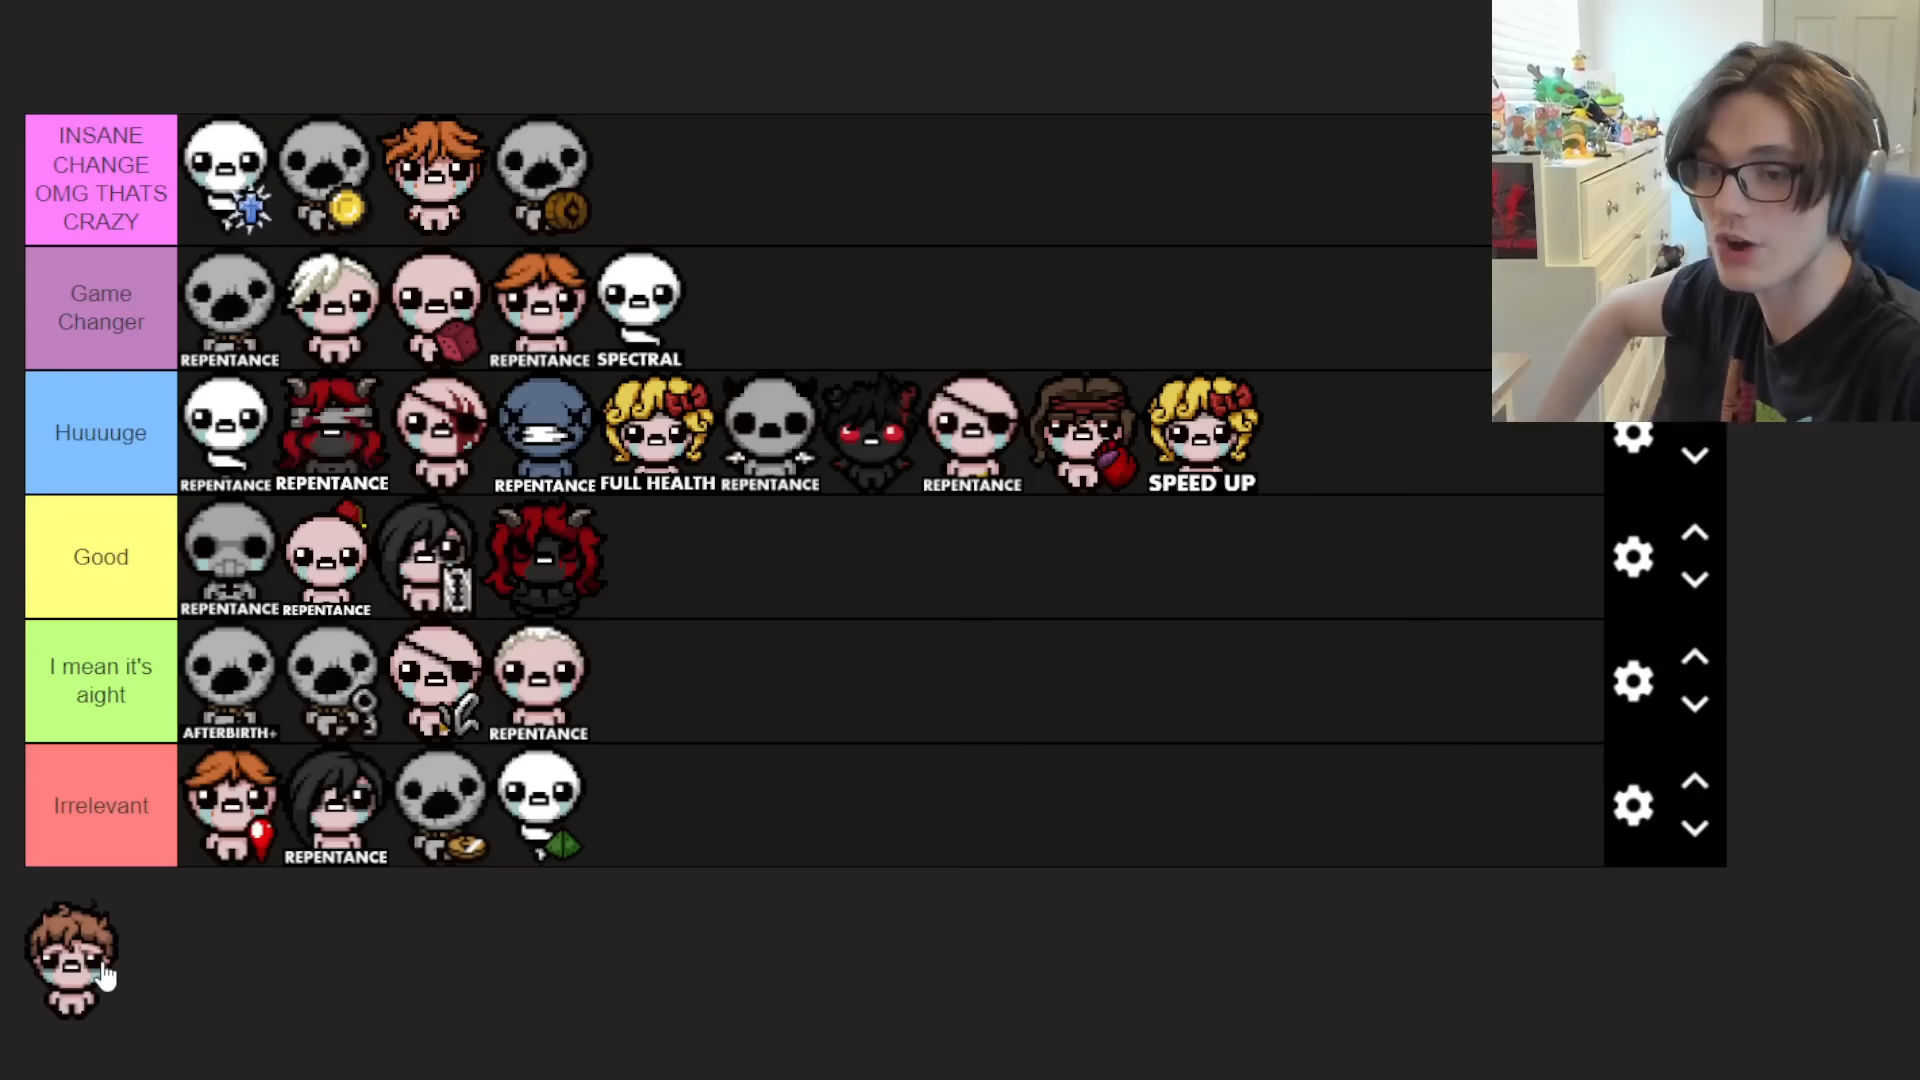 INSANE
CHANGE
OMG THATS
CRAZY
Game
Changer
REPENTANCE
REPENTANCE
SPECTRAL
Huuuuge
REPENTANCE
REPENTANCE
REPENTANCE
FULL HEALTH
REPENTANCE
REPENTANCE
SPEED UP
Good
REPENTANCE
REPENTANCE
I mean it's
aight
AFTERBIRTH+
REPENTANCE
Irrelevant
REPENTANCE